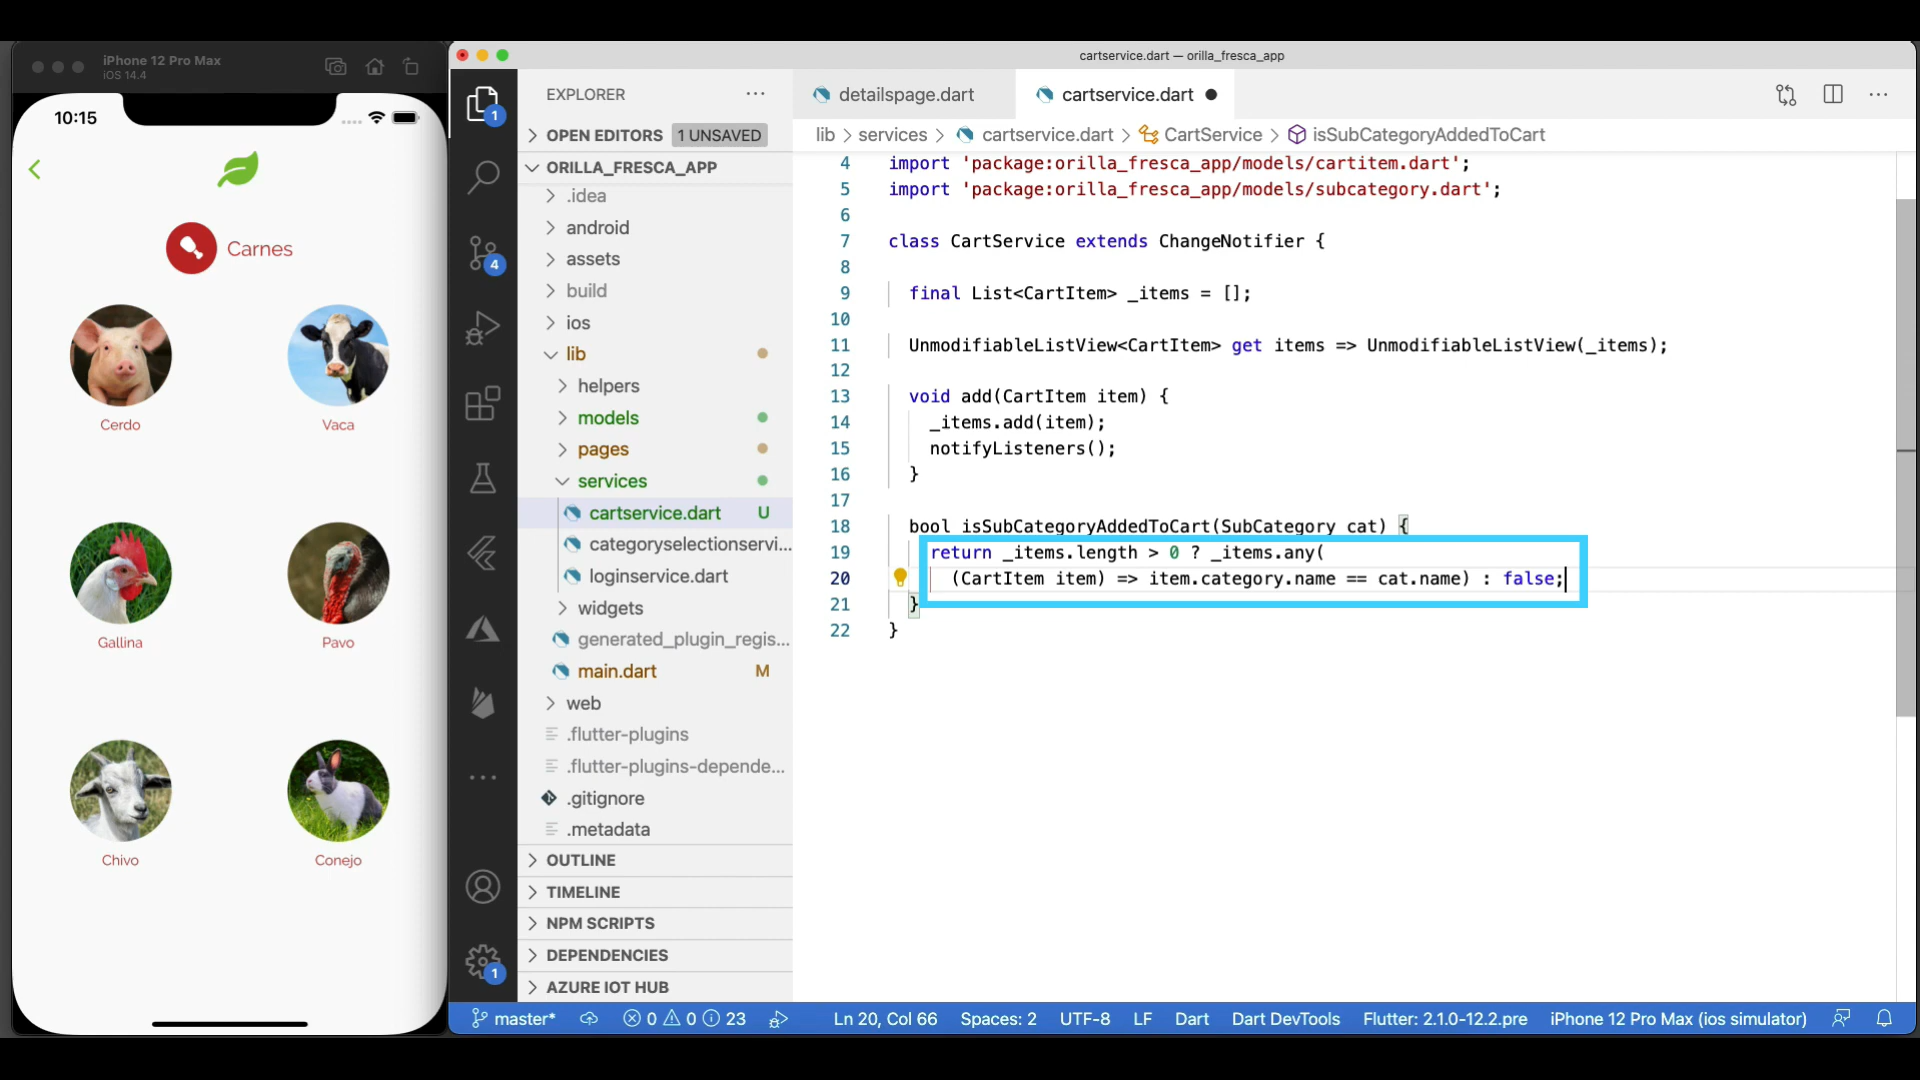 iPhone 12 Pro Max
iOS 14.4
10:15
Carnes
Cerdo
Vaca
Gallina
Pavo
Chivo
Conejo
cartservice.dart — orilla_fresca_app
1
4
1
EXPLORER
OPEN EDITORS 1 UNSAVED
ORILLA_FRESCA_APP
.idea
android
assets
build
ios
lib
helpers
models
pages
services
cartservice.dart U
categoryselectionservi...
loginservice.dart
widgets
generated_plugin_regis...
main.dart M
web
.flutter-plugins
.flutter-plugins-depende...
.gitignore
.metadata
OUTLINE
TIMELINE
NPM SCRIPTS
DEPENDENCIES
AZURE IOT HUB
detailspage.dart
cartservice.dart
lib > services > cartservice.dart > CartService > isSubCategoryAddedToCart
4 import 'package:orilla_fresca_app/models/cartitem.dart';
5 import 'package:orilla_fresca_app/models/subcategory.dart';
6
7 class CartService extends ChangeNotifier {
8
9 final List<CartItem> _items = [];
10
11 UnmodifiableListView<CartItem> get items => UnmodifiableListView(_items);
12
13 void add(CartItem item) {
14 _items.add(item);
15 notifyListeners();
16 }
17
18 bool isSubCategoryAddedToCart(SubCategory cat) {
19 return _items.length > 0 ? _items.any(
20 (CartItem item) => item.category.name == cat.name) : false;
21 }
22 }
master* 0 0 23 Ln 20, Col 66 Spaces: 2 UTF-8 LF Dart Dart DevTools Flutter: 2.1.0-12.2.pre iPhone 12 Pro Max (ios simulator)